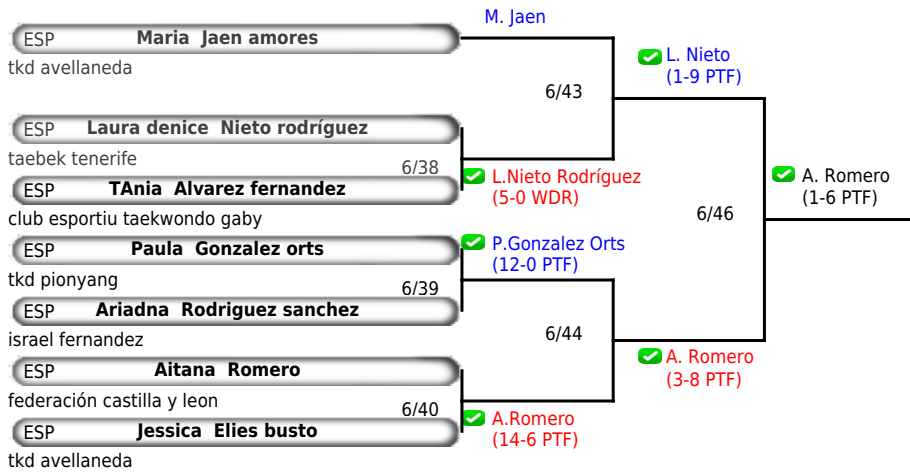 M. Jaen
ESP Maria Jaen amores
tkd avellaneda
L. Nieto
(1-9 PTF)
6/43
ESP Laura denice Nieto rodríguez
taebek tenerife
6/38
ESP TAnia Alvarez fernandez
club esportiu taekwondo gaby
L.Nieto Rodríguez
(5-0 WDR)
A. Romero
(1-6 PTF)
6/46
ESP Paula Gonzalez orts
tkd pionyang
P.Gonzalez Orts
(12-0 PTF)
6/39
ESP Ariadna Rodriguez sanchez
israel fernandez
6/44
ESP Aitana Romero
federación castilla y leon
A. Romero
(3-8 PTF)
6/40
ESP Jessica Elies busto
tkd avellaneda
A.Romero
(14-6 PTF)